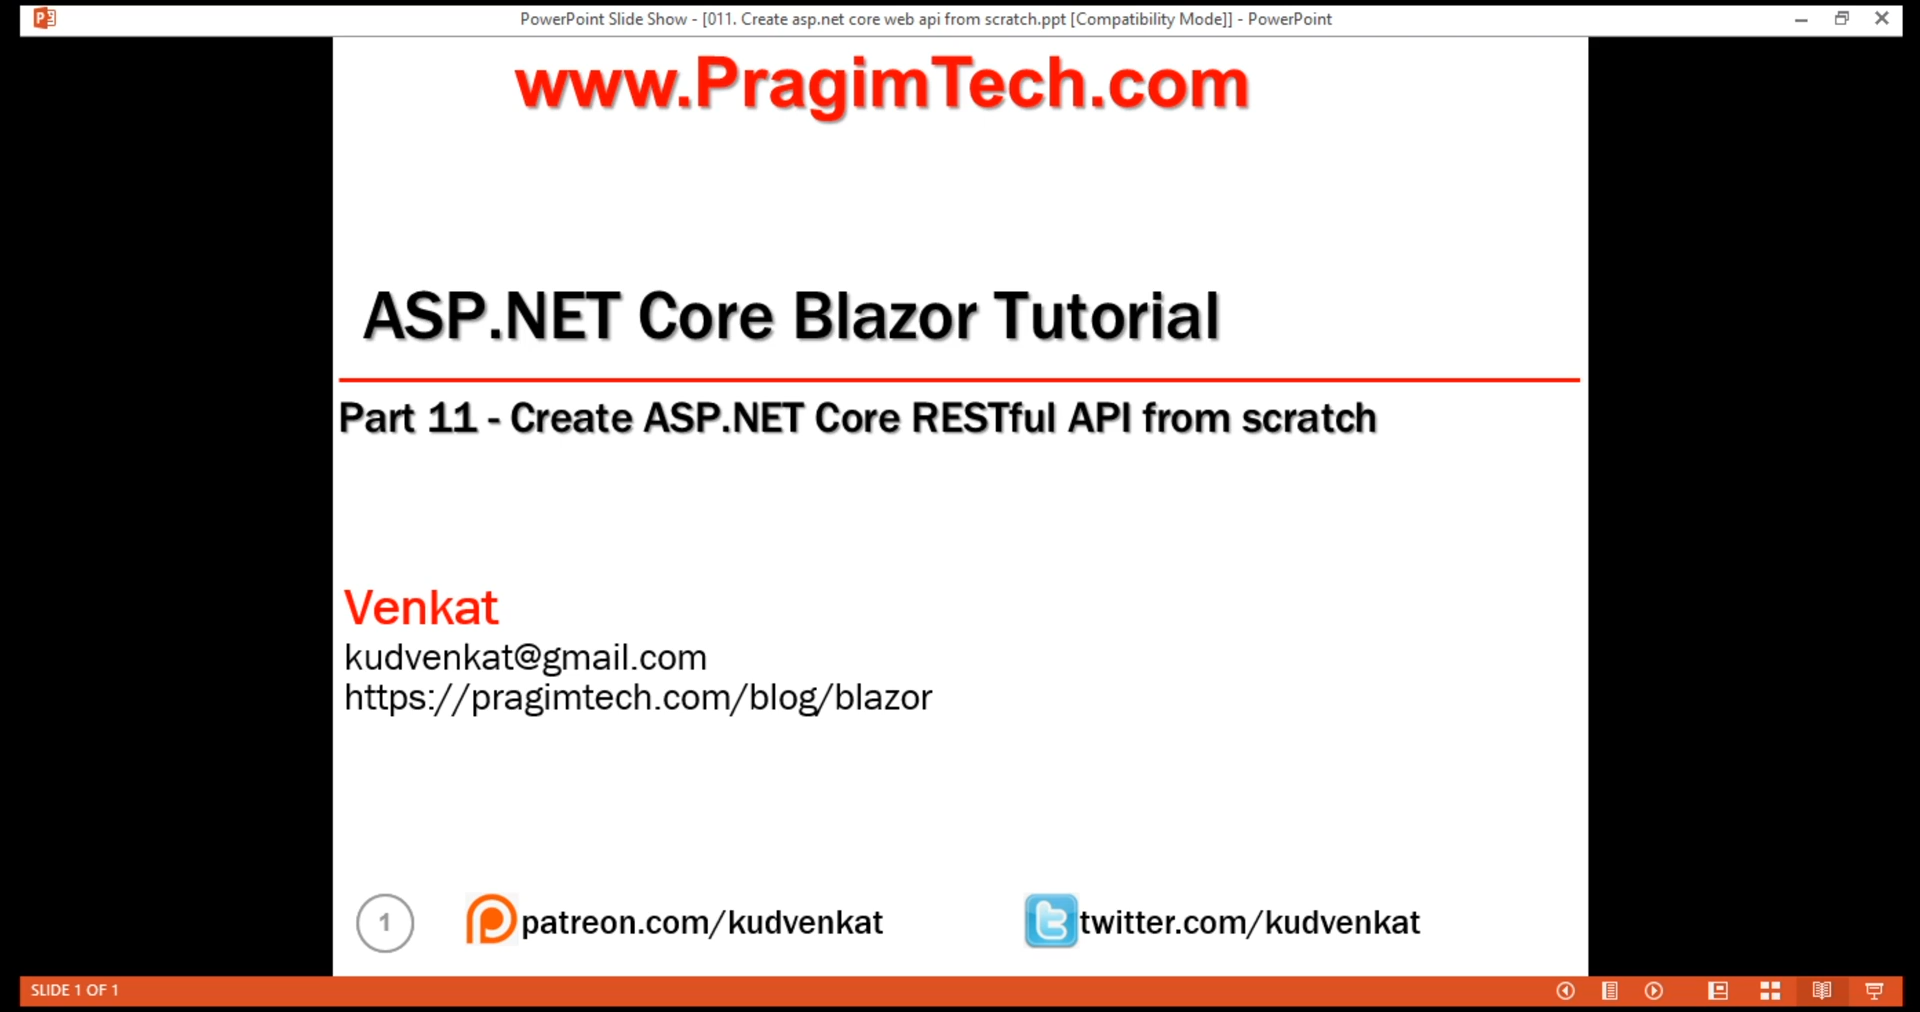 PowerPoint Slide Show - [011. Create asp.net core web api from scratch.ppt [Compatibility Mode]] - PowerPoint
www.PragimTech.com
ASP.NET Core Blazor Tutorial
Part 11 - Create ASP.NET Core RESTful API from scratch
Venkat
kudvenkat@gmail.com
https://pragimtech.com/blog/blazor
1
patreon.com/kudvenkat
twitter.com/kudvenkat
SLIDE 1 OF 1